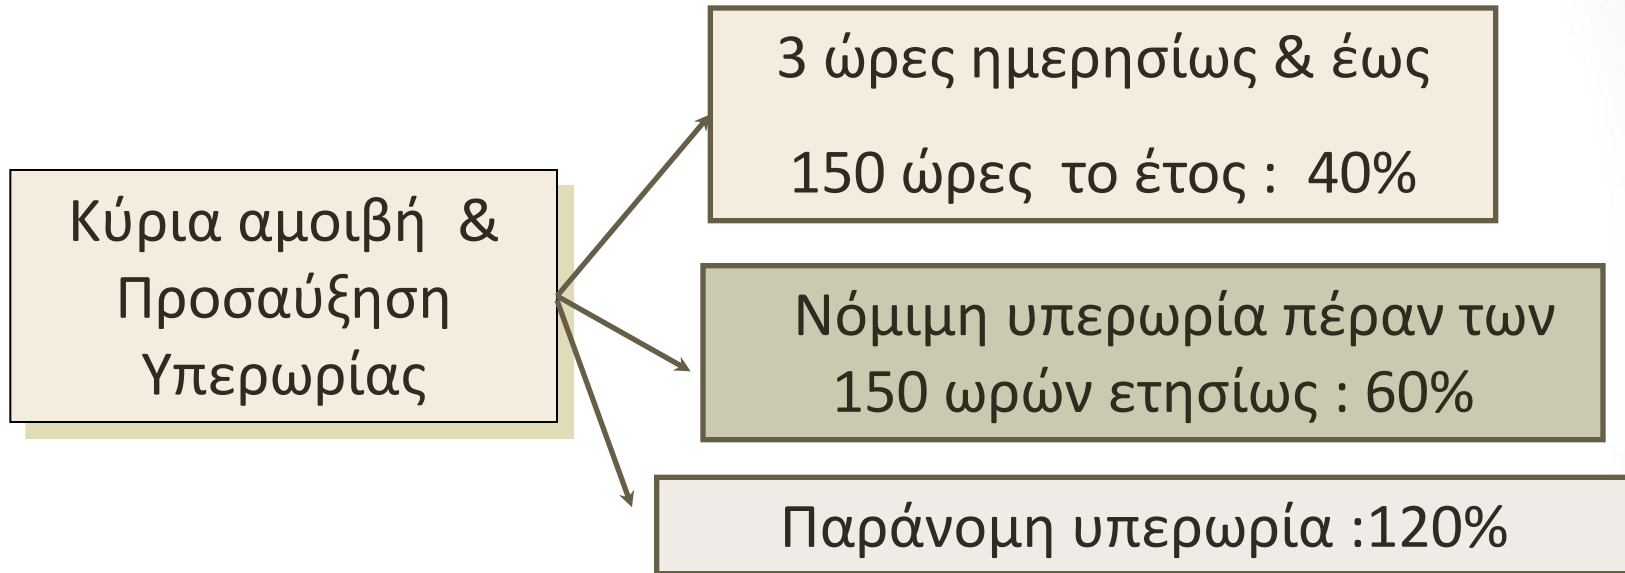 Κύρια αμοιβή &
Προσαύξηση
Υπερωρίας
3 ώρες ημερησίως & έως
150 ώρες το έτος : 40%
Νόμιμη υπερωρία πέραν των
150 ωρών ετησίως : 60%
Παράνομη υπερωρία :120%